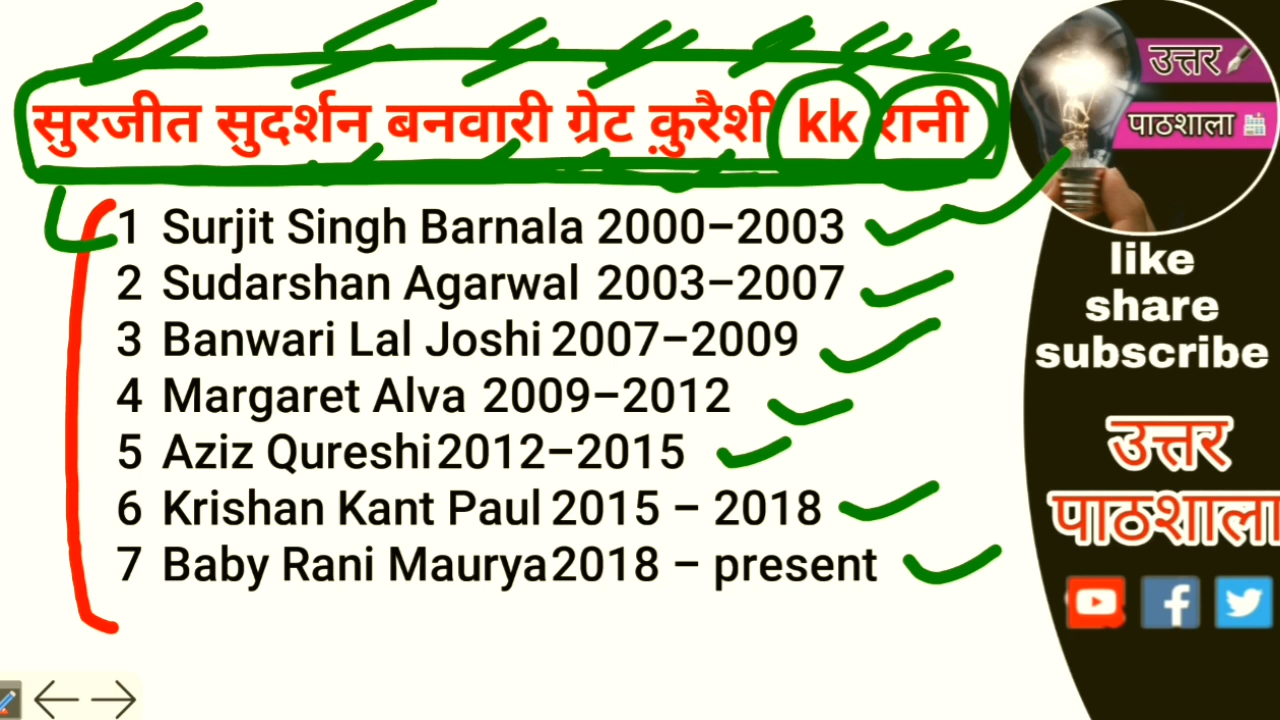 सुरजीत सुदर्शन बनवारी ग्रेट क़ुरैशी kk रानी
1 Surjit Singh Barnala 2000–2003
2 Sudarshan Agarwal 2003–2007
3 Banwari Lal Joshi 2007–2009
4 Margaret Alva 2009–2012
5 Aziz Qureshi 2012–2015
6 Krishan Kant Paul 2015 – 2018
7 Baby Rani Maurya 2018 – present
उत्तर
पाठशाला
like
share
subscribe
उत्तर
पाठशाला